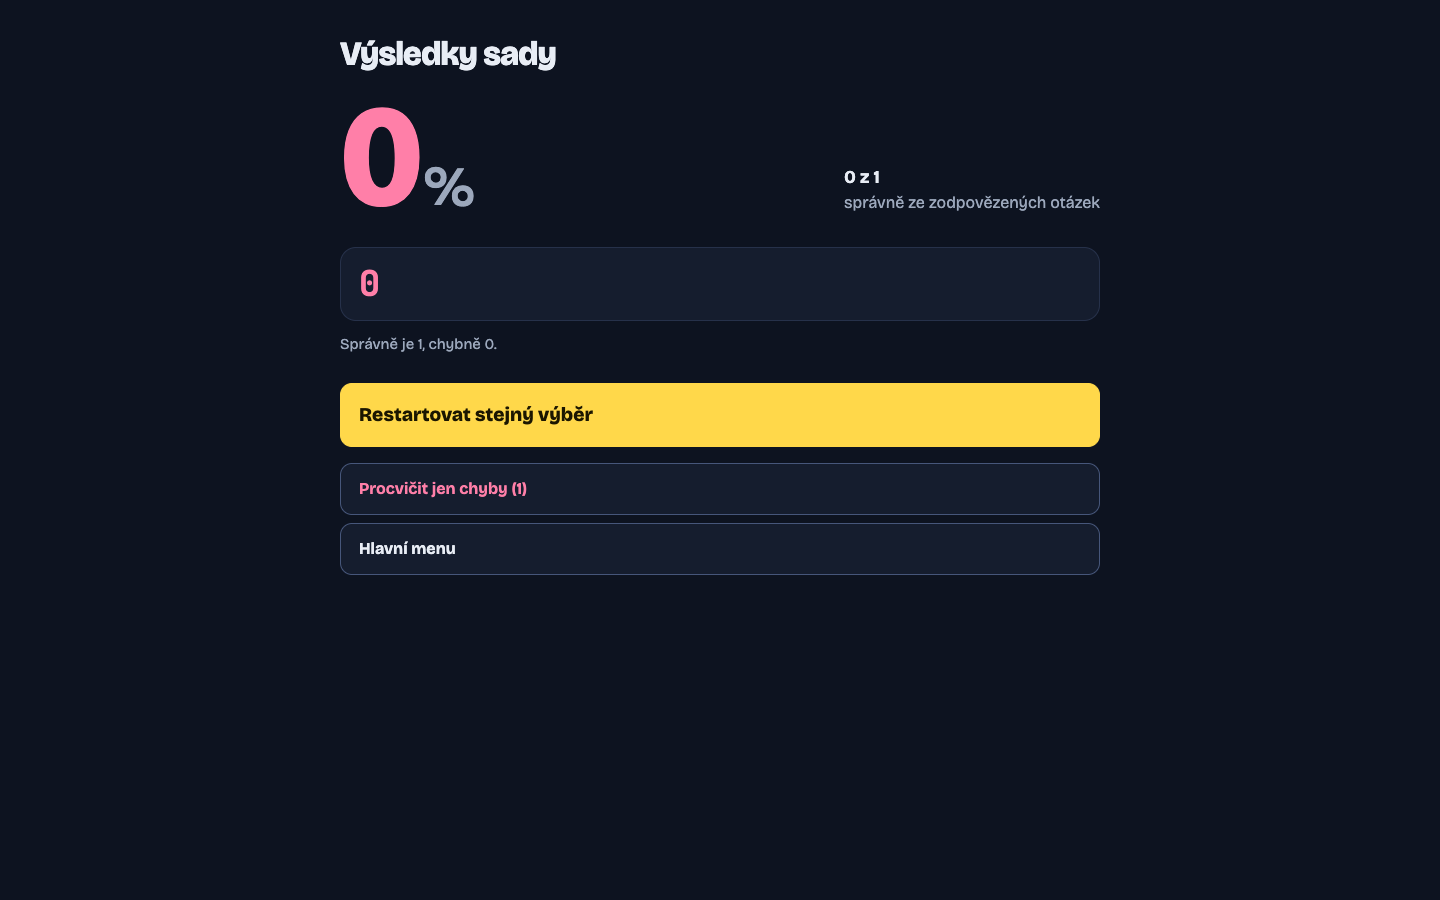 Výsledky sady
0%
0 z 1
správně ze zodpovězených otázek
0
Správně je 1, chybně 0.
Restartovat stejný výběr
Procvičit jen chyby (1)
Hlavní menu